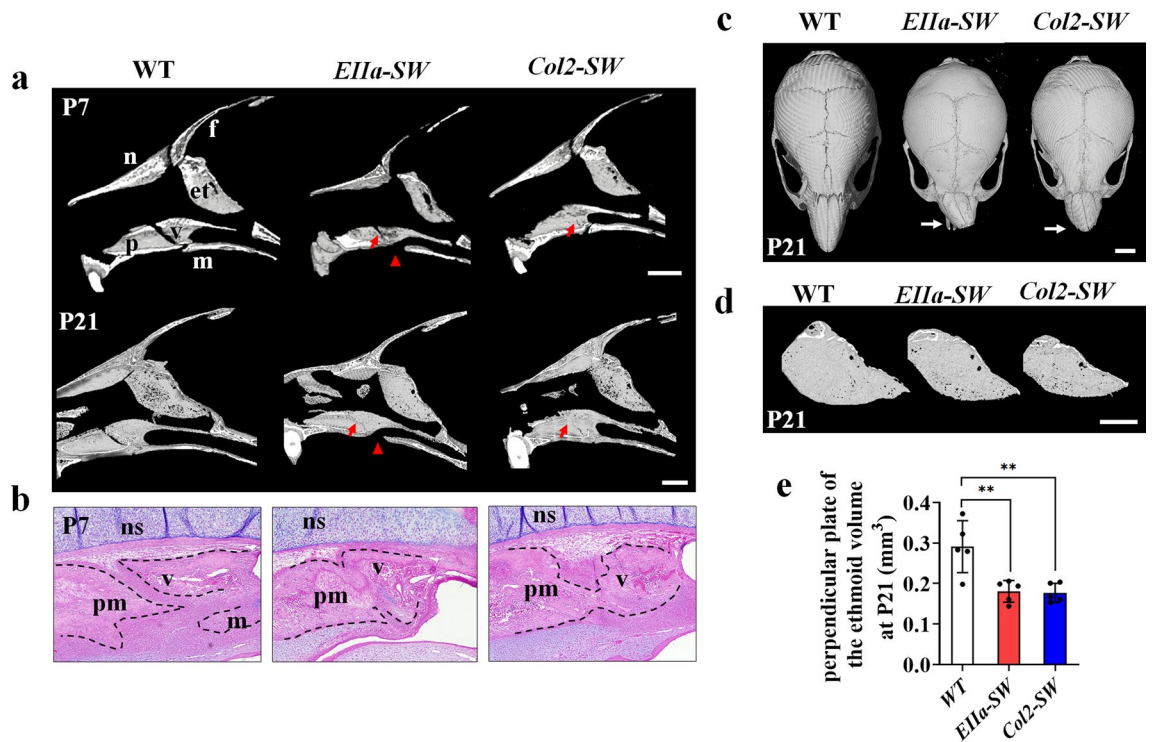 a
WT
EIIa-SW
Col2-SW
P7
f
n
et
p
v
m
P21
b
P7
ns
v
pm
m
ns
v
pm
ns
v
pm
c
WT
EIIa-SW
Col2-SW
P21
d
WT
EIIa-SW
Col2-SW
P21
e
perpendicular plate of
the ethmoid volume
at P21 (mm³)
0.4
0.3
0.2
0.1
0.0
**
**
WT
EIIa-SW
Col2-SW